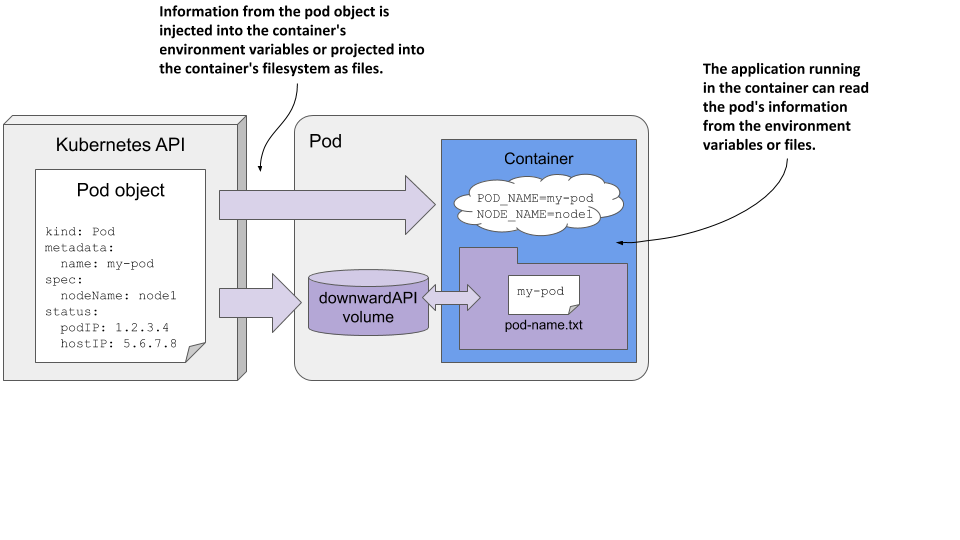 Information from the pod object is
injected into the container's
environment variables or projected into
the container's filesystem as files.
The application running
in the container can read
the pod's information
from the environment
variables or files.
Kubernetes API
Pod object
kind: Pod
metadata:
  name: my-pod
spec:
  nodeName: node1
status:
  podIP: 1.2.3.4
  hostIP: 5.6.7.8
Pod
downwardAPI
volume
Container
POD_NAME=my-pod
NODE_NAME=node1
my-pod
pod-name.txt